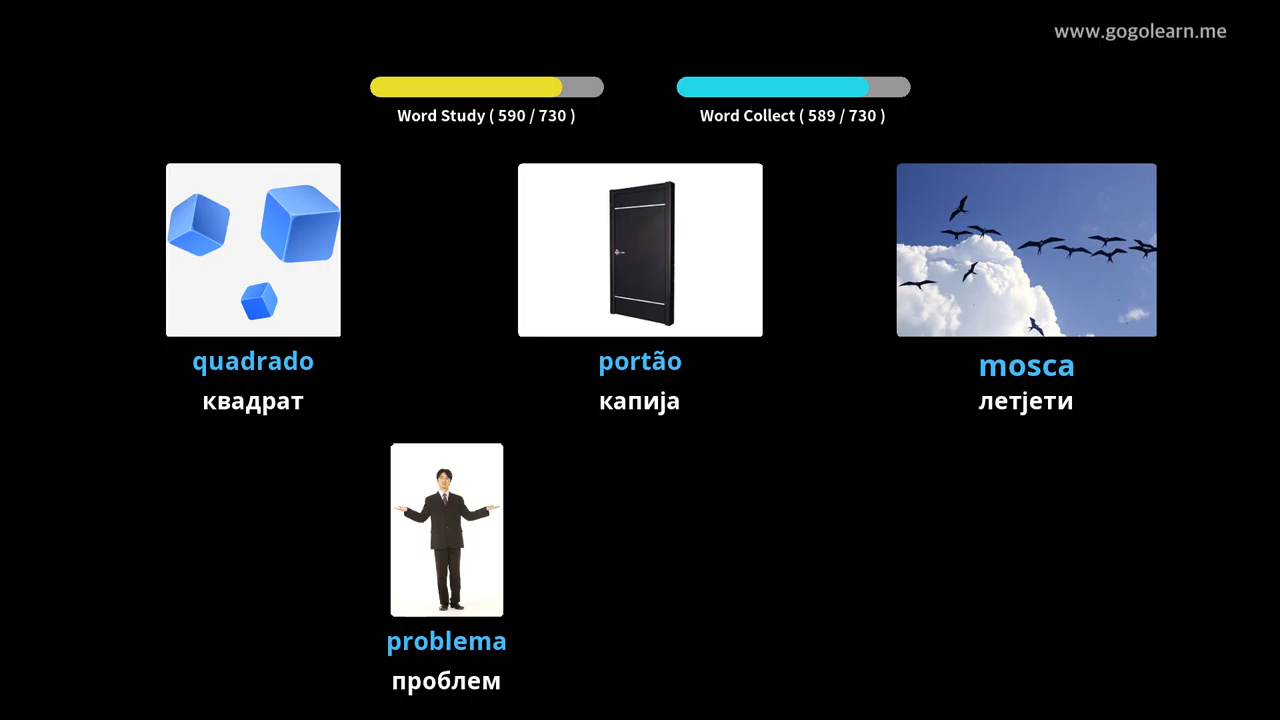 www.gogolearn.me
Word Study ( 590 / 730 )
Word Collect ( 589 / 730 )
quadrado
portão
mosca
квадрат
капија
летјети
problema
проблем